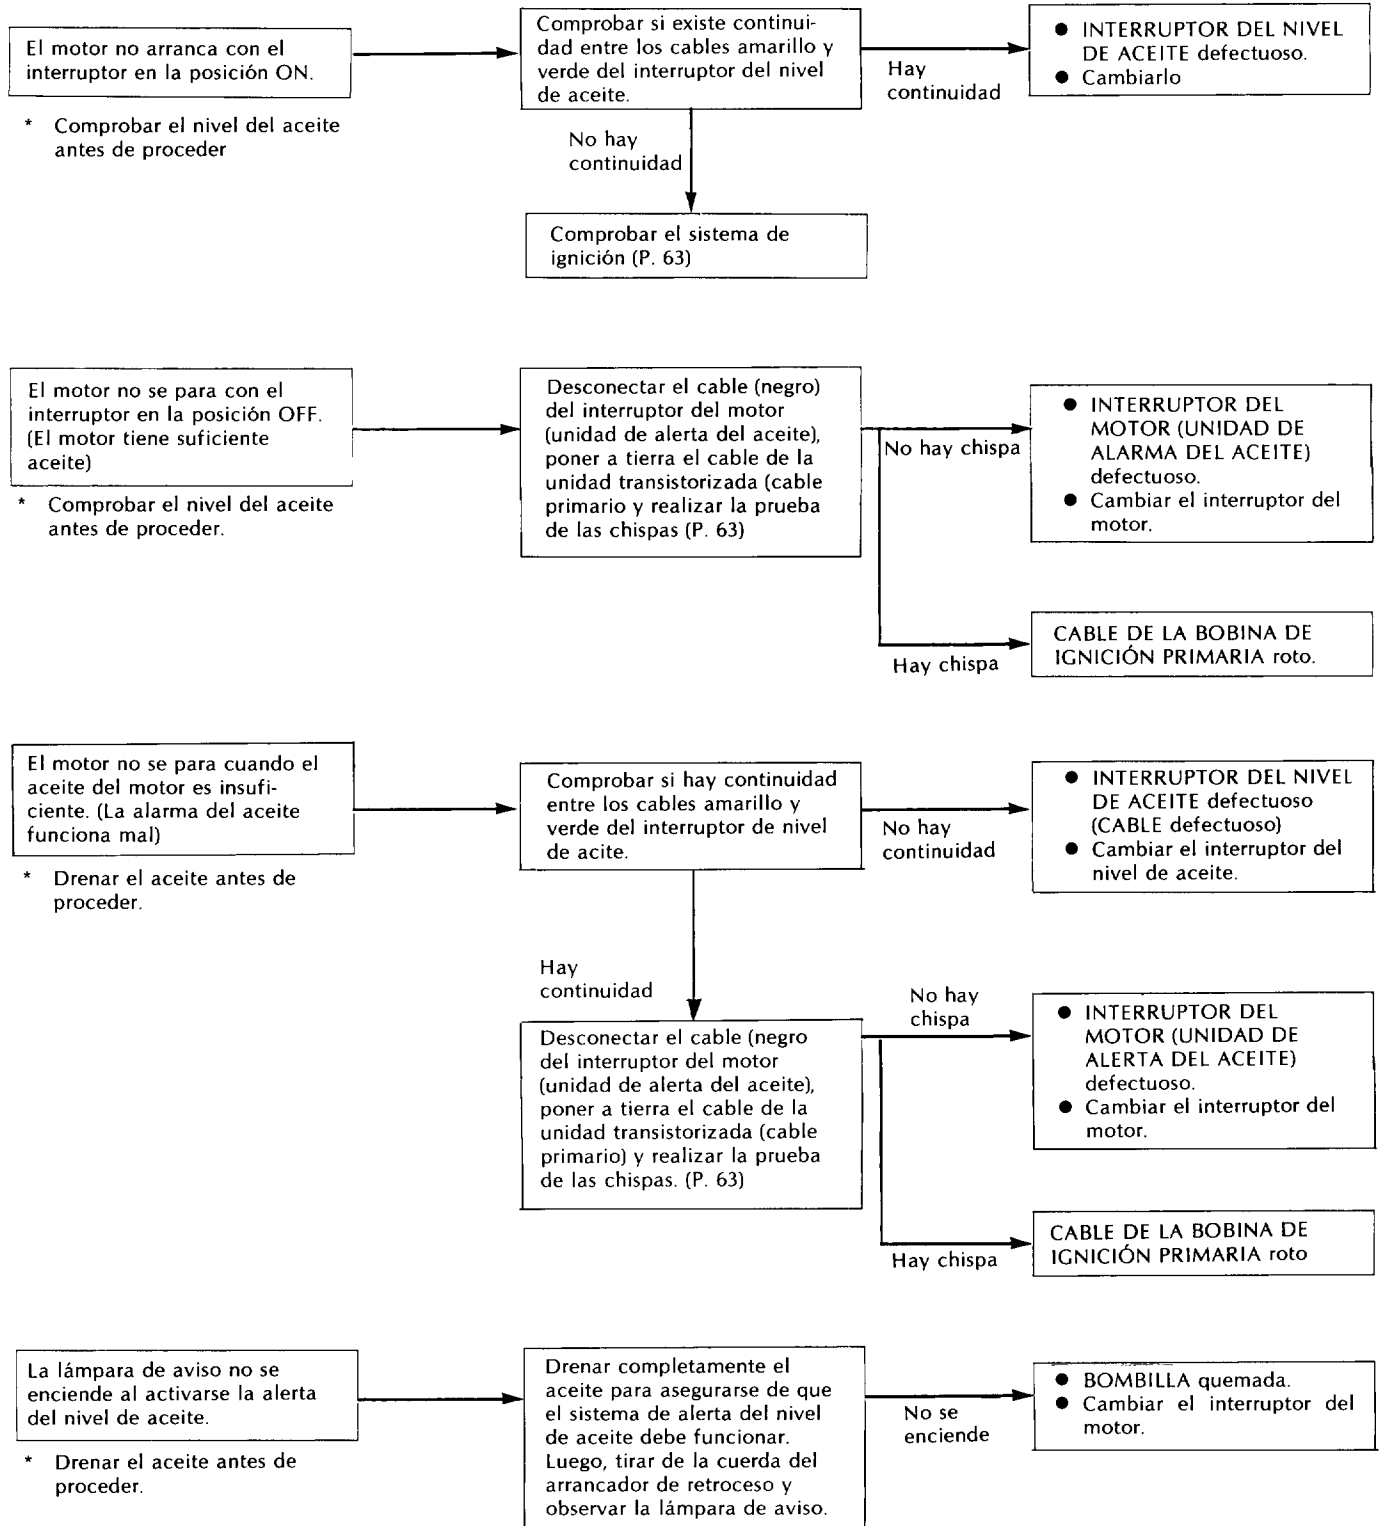 El motor no arranca con el
interruptor en la posición ON.
* Comprobar el nivel del aceite
antes de proceder
Comprobar si existe continui-
dad entre los cables amarillo y
verde del interruptor del nivel
de aceite.
Hay
continuidad
● INTERRUPTOR DEL NIVEL
DE ACEITE defectuoso.
● Cambiarlo
No hay
continuidad
Comprobar el sistema de
ignición (P. 63)
El motor no se para con el
interruptor en la posición OFF.
(El motor tiene suficiente
aceite)
* Comprobar el nivel del aceite
antes de proceder.
Desconectar el cable (negro)
del interruptor del motor
(unidad de alerta del aceite),
poner a tierra el cable de la
unidad transistorizada (cable
primario y realizar la prueba
de las chispas (P. 63)
No hay chispa
● INTERRUPTOR DEL
MOTOR (UNIDAD DE
ALARMA DEL ACEITE)
defectuoso.
● Cambiar el interruptor del
motor.
Hay chispa
CABLE DE LA BOBINA DE
IGNICIÓN PRIMARIA roto.
El motor no se para cuando el
aceite del motor es insufi-
ciente. (La alarma del aceite
funciona mal)
* Drenar el aceite antes de
proceder.
Comprobar si hay continuidad
entre los cables amarillo y
verde del interruptor de nivel
de acite.
No hay
continuidad
● INTERRUPTOR DEL NIVEL
DE ACEITE defectuoso
(CABLE defectuoso)
● Cambiar el interruptor del
nivel de aceite.
Hay
continuidad
Desconectar el cable (negro
del interruptor del motor
(unidad de alerta del aceite),
poner a tierra el cable de la
unidad transistorizada (cable
primario) y realizar la prueba
de las chispas. (P. 63)
No hay
chispa
● INTERRUPTOR DEL
MOTOR (UNIDAD DE
ALERTA DEL ACEITE)
defectuoso.
● Cambiar el interruptor del
motor.
Hay chispa
CABLE DE LA BOBINA DE
IGNICIÓN PRIMARIA roto
La lámpara de aviso no se
enciende al activarse la alerta
del nivel de aceite.
* Drenar el aceite antes de
proceder.
Drenar completamente el
aceite para asegurarse de que
el sistema de alerta del nivel
de aceite debe funcionar.
Luego, tirar de la cuerda del
arrancador de retroceso y
observar la lámpara de aviso.
No se
enciende
● BOMBILLA quemada.
● Cambiar el interruptor del
motor.